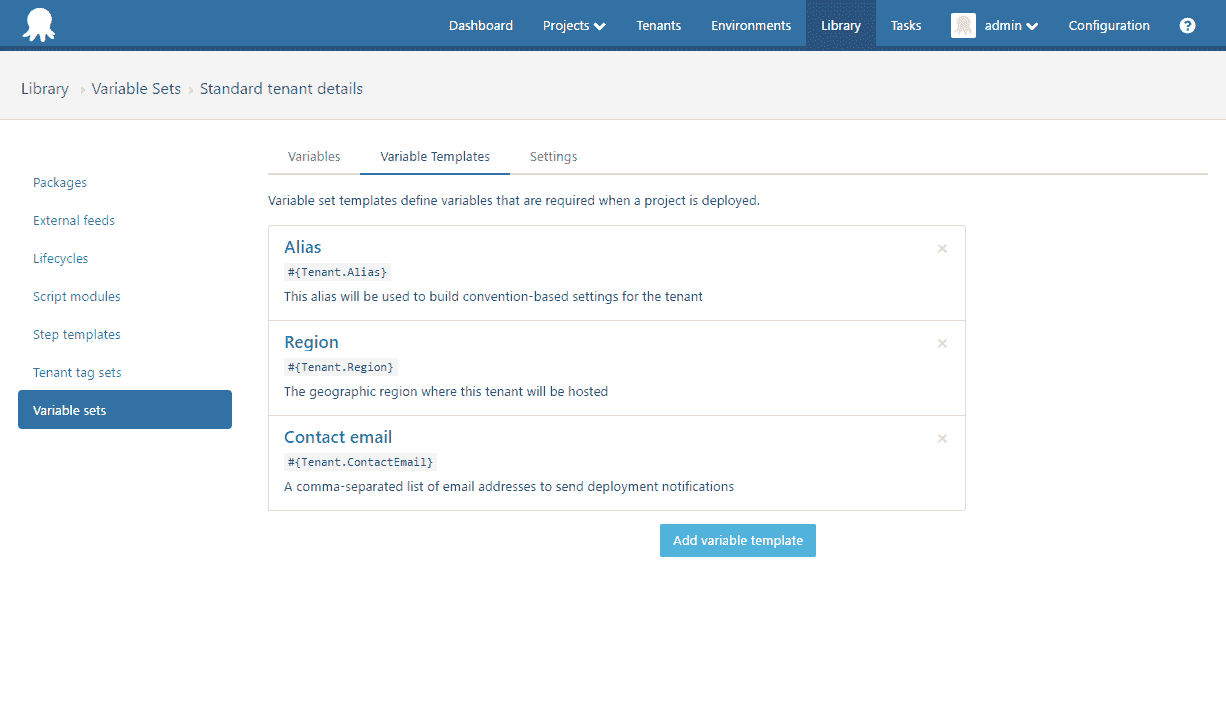 Dashboard Projects Tenants Environments Library Tasks admin Configuration ?
Library › Variable Sets › Standard tenant details
Variables Variable Templates Settings
Packages
External feeds
Lifecycles
Script modules
Step templates
Tenant tag sets
Variable sets
Variable set templates define variables that are required when a project is deployed.
Alias ×
#{Tenant.Alias}
This alias will be used to build convention-based settings for the tenant
Region ×
#{Tenant.Region}
The geographic region where this tenant will be hosted
Contact email ×
#{Tenant.ContactEmail}
A comma-separated list of email addresses to send deployment notifications
Add variable template